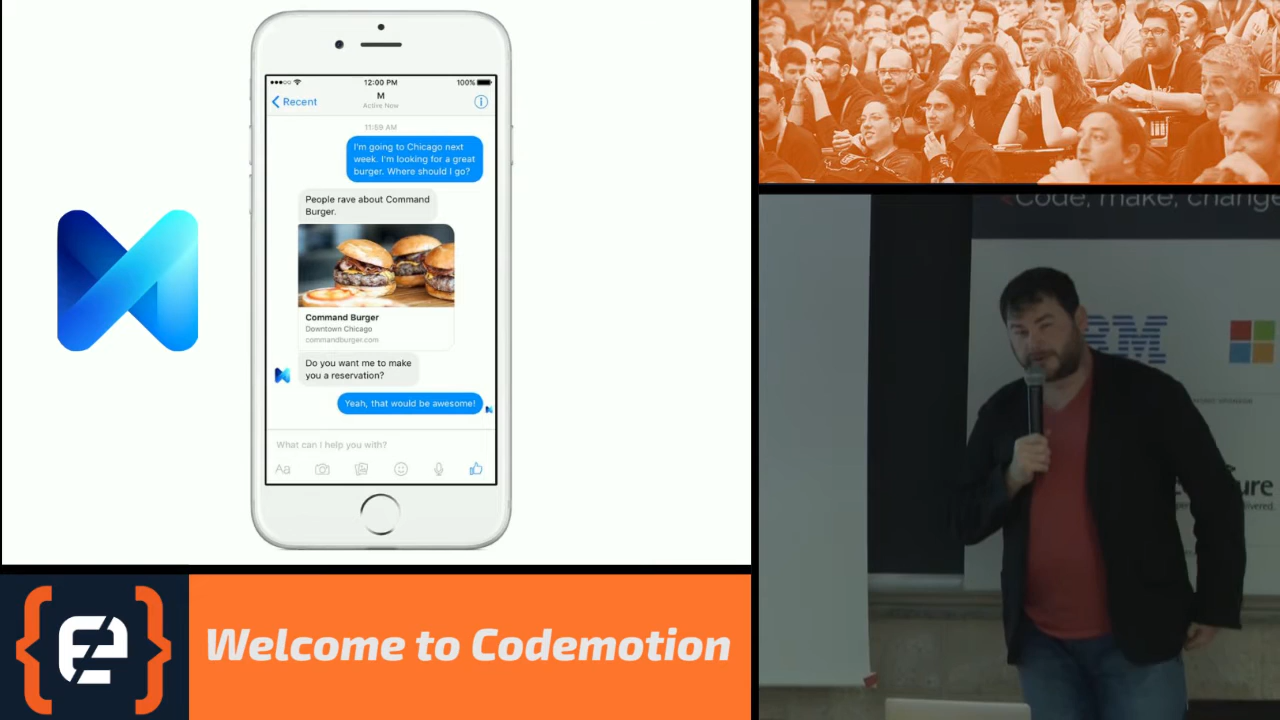 12:00 PM
100%
Recent
M
Active Now
11:59 AM
I'm going to Chicago next
week. I'm looking for a great
burger. Where should I go?
People rave about Command
Burger.
Command Burger
Downtown Chicago
commandburger.com
Do you want me to make
you a reservation?
Yeah, that would be awesome!
What can I help you with?
Aa
Welcome to Codemotion
<Code, make, change